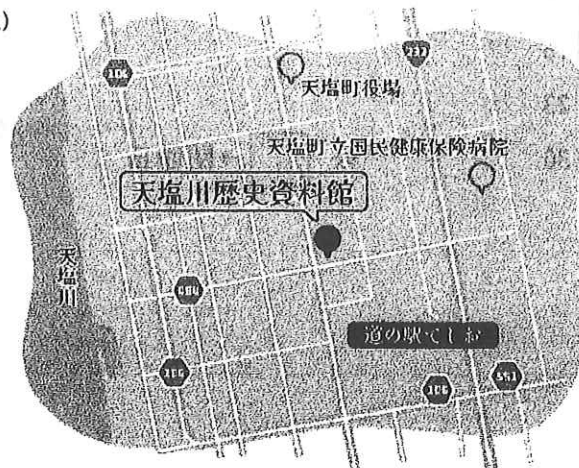 )
106
232
天塩町役場
天塩町立国民健康保険病院
天塩川歴史資料館
天塩川
道の駅てしお
106
106
551